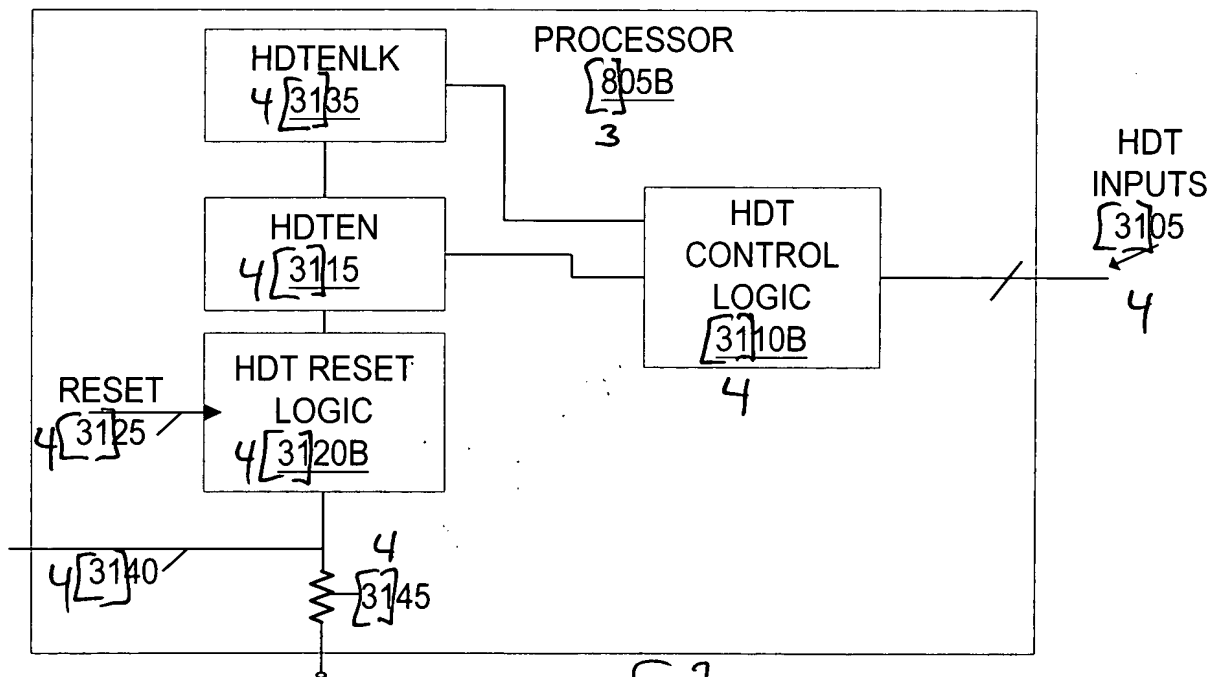 HDTENLK
4 [31]35
PROCESSOR
[8]05B
3
HDT
INPUTS
[31]05
4
HDTEN
4 [31]15
HDT
CONTROL
LOGIC
[31]10B
4
RESET
4 [31]25
HDT RESET
LOGIC
4 [31]20B
4 [31]40
4
[31]45